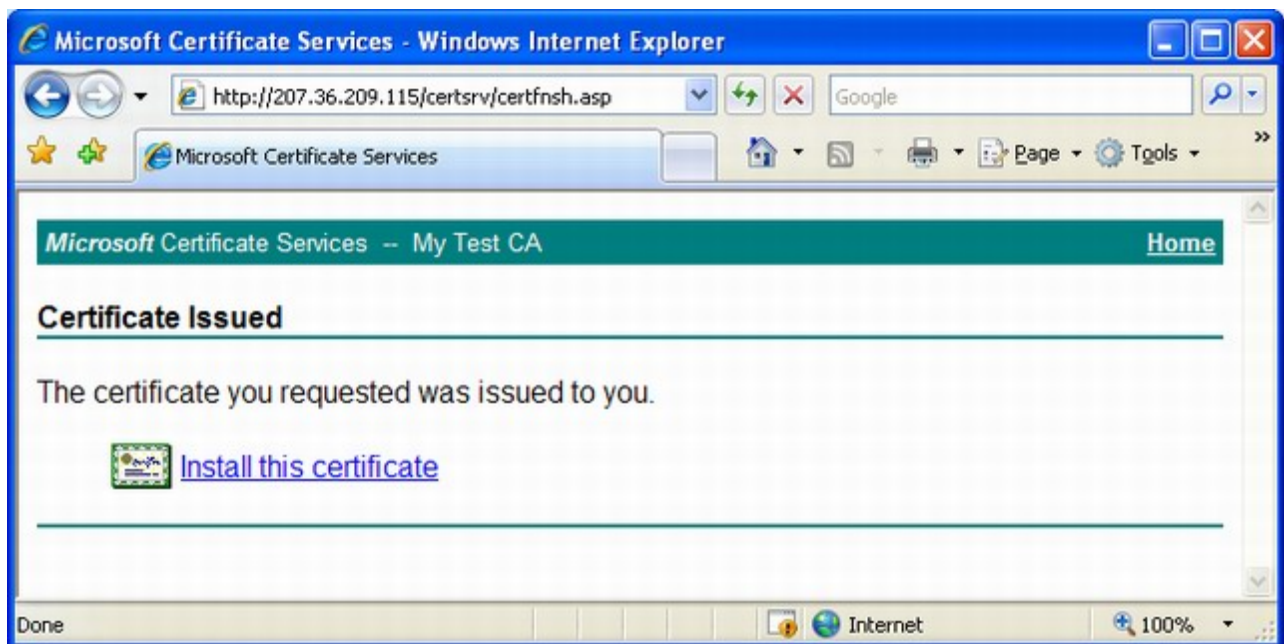 Microsoft Certificate Services - Windows Internet Explorer
http://207.36.209.115/certsrv/certfnsh.asp Google
Microsoft Certificate Services Page Tools »
Microsoft Certificate Services -- My Test CA Home
Certificate Issued
The certificate you requested was issued to you.
Install this certificate
Done Internet 100%